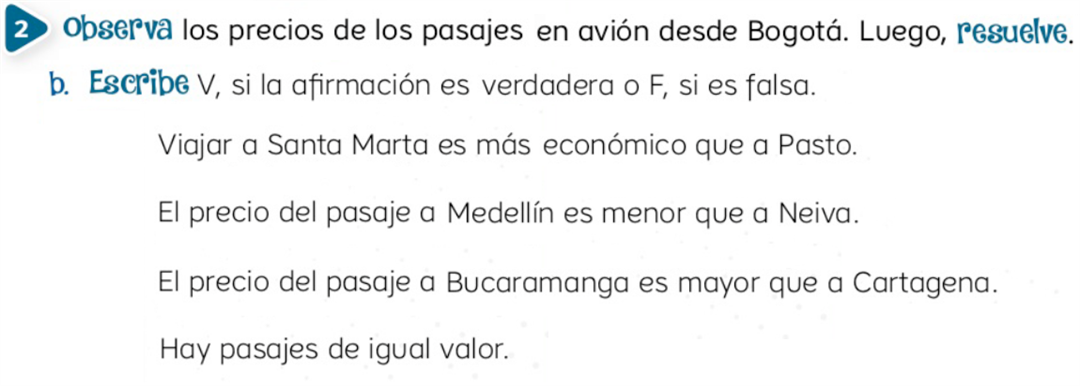 2 Observa los precios de los pasajes en avión desde Bogotá. Luego, resuelve.
b. Escribe V, si la afirmación es verdadera o F, si es falsa.
Viajar a Santa Marta es más económico que a Pasto.
El precio del pasaje a Medellín es menor que a Neiva.
El precio del pasaje a Bucaramanga es mayor que a Cartagena.
Hay pasajes de igual valor.